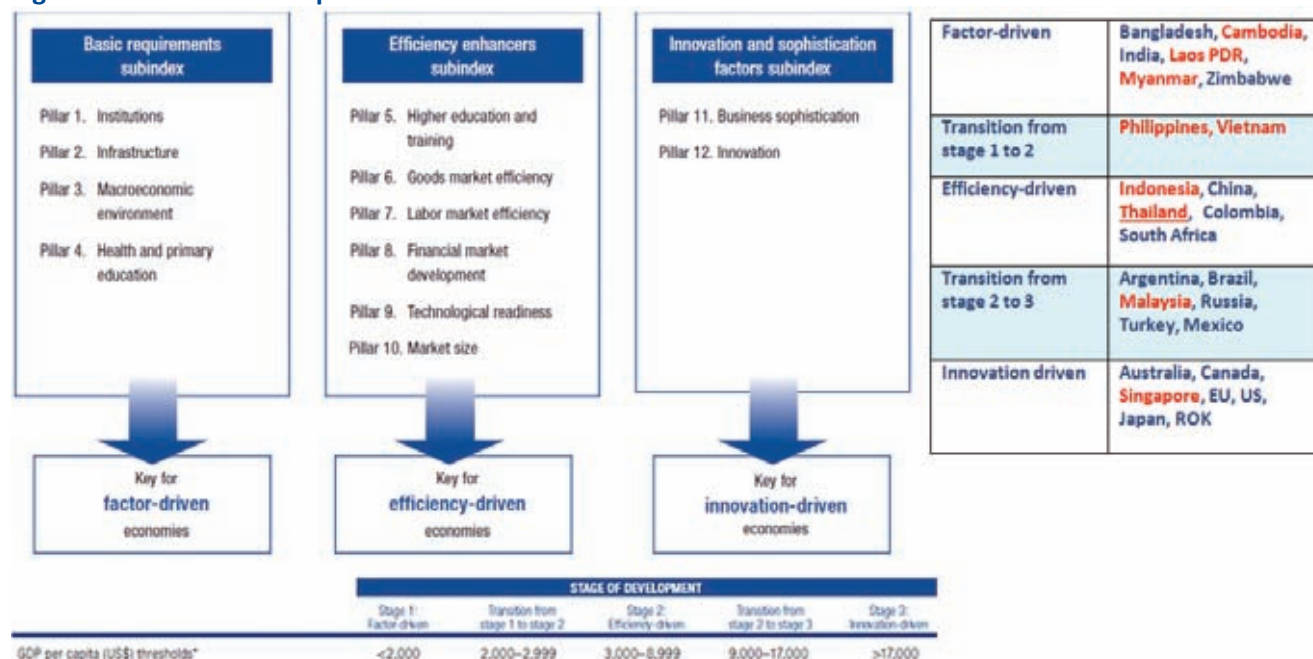 Basic requirements
subindex
Pillar 1. Institutions
Pillar 2. Infrastructure
Pillar 3. Macroeconomic
environment
Pillar 4. Health and primary
education
Key for
factor-driven
economies
Efficiency enhancers
subindex
Pillar 5. Higher education and
training
Pillar 6. Goods market efficiency
Pillar 7. Labor market efficiency
Pillar 8. Financial market
development
Pillar 9. Technological readiness
Pillar 10. Market size
Key for
efficiency-driven
economies
Innovation and sophistication
factors subindex
Pillar 11. Business sophistication
Pillar 12. Innovation
Key for
innovation-driven
economies
Factor-driven
Bangladesh, Cambodia,
India, Laos PDR,
Myanmar, Zimbabwe
Transition from
stage 1 to 2
Philippines, Vietnam
Efficiency-driven
Indonesia, China,
Thailand, Colombia,
South Africa
Transition from
stage 2 to 3
Argentina, Brazil,
Malaysia, Russia,
Turkey, Mexico
Innovation driven
Australia, Canada,
Singapore, EU, US,
Japan, ROK
STAGE OF DEVELOPMENT
Stage 1:
Factor-driven
Transition from
stage 1 to stage 2
Stage 2:
Efficiency-driven
Transition from
stage 2 to stage 3
Stage 3:
Innovation-driven
GDP per capita (US$) thresholds* <2,000 2,000–2,999 3,000–8,999 9,000–17,000 >17,000